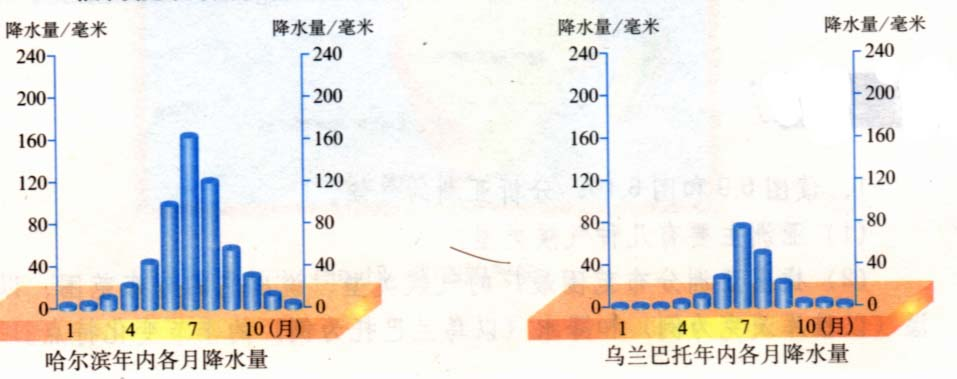 降水量/毫米 降水量/毫米 降水量/毫米 降水量/毫米
240 240 240 240
200 200 200 200
160 160 160 160
120 120 120 120
80 80 80 80
40 40 40 40
0 0 0 0
1 4 7 10(月) 1 4 7 10(月)
哈尔滨年内各月降水量 乌兰巴托年内各月降水量